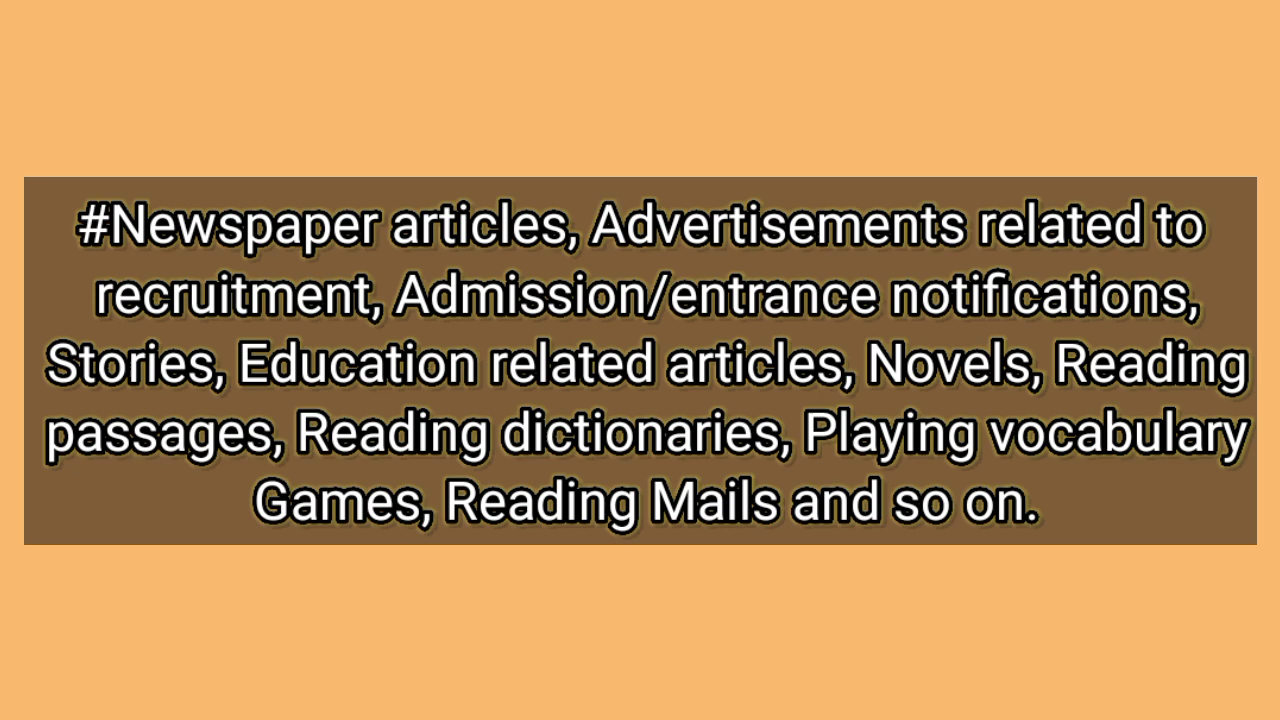 #Newspaper articles, Advertisements related to
recruitment, Admission/entrance notifications,
Stories, Education related articles, Novels, Reading
passages, Reading dictionaries, Playing vocabulary
Games, Reading Mails and so on.